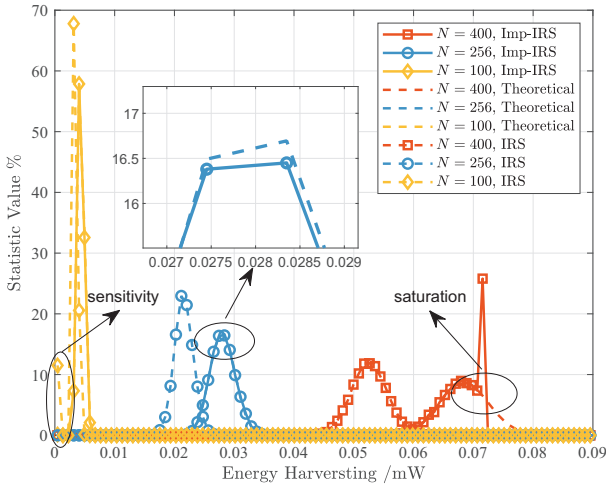 70
60
50
40
30
20
10
0
Statistic Value %
N = 400, Imp-IRS
N = 256, Imp-IRS
N = 100, Imp-IRS
N = 400, Theoretical
N = 256, Theoretical
N = 100, Theoretical
N = 400, IRS
N = 256, IRS
N = 100, IRS
17
16.5
16
0.027 0.0275 0.028 0.0285 0.029
sensitivity
saturation
0 0.01 0.02 0.03 0.04 0.05 0.06 0.07 0.08 0.09
Energy Harversting /mW